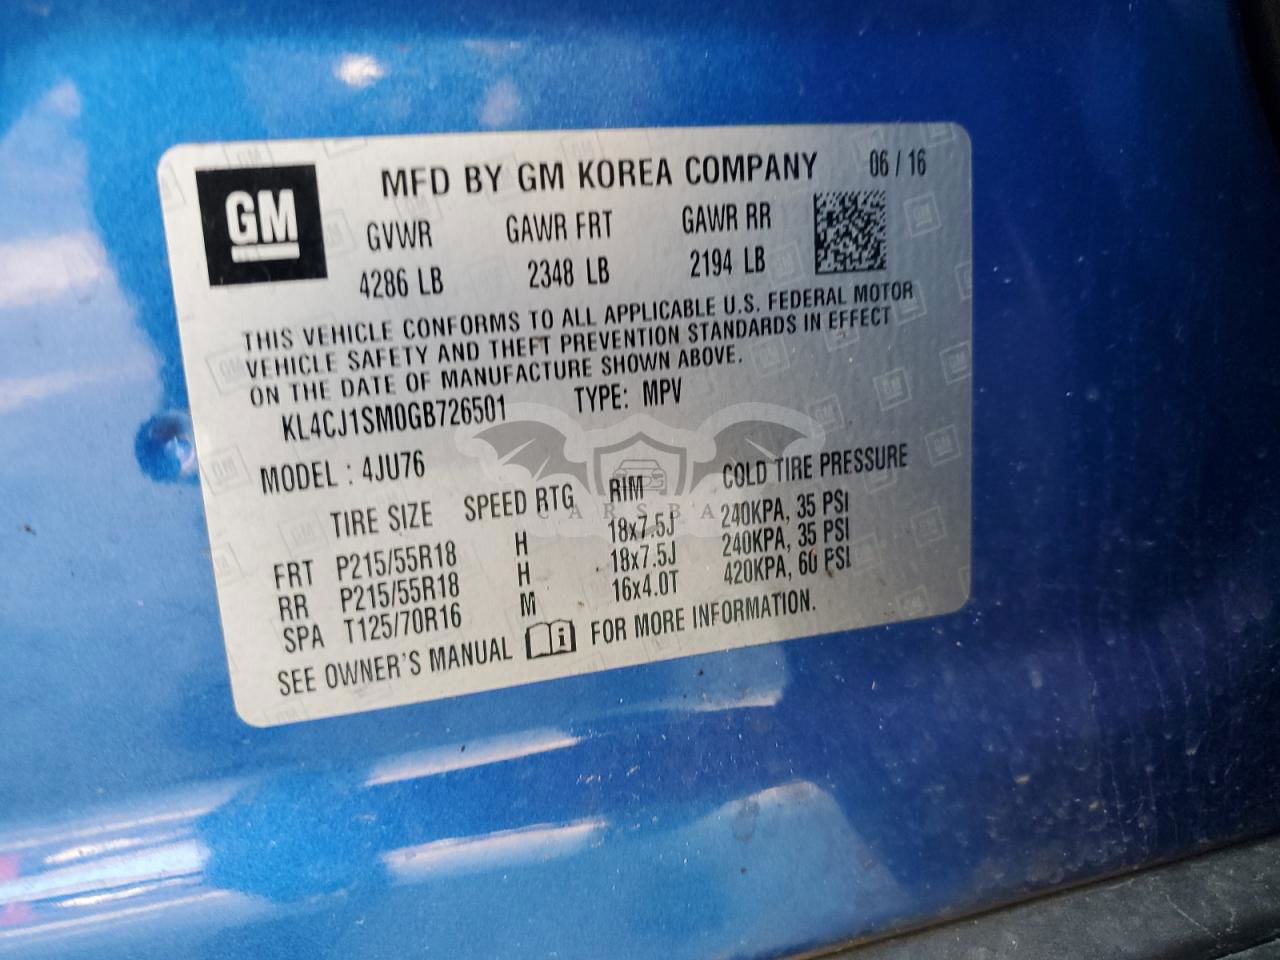 GM
MFD BY GM KOREA COMPANY 06 / 16
GVWR GAWR FRT GAWR RR
4286 LB 2348 LB 2194 LB
THIS VEHICLE CONFORMS TO ALL APPLICABLE U.S. FEDERAL MOTOR
VEHICLE SAFETY AND THEFT PREVENTION STANDARDS IN EFFECT
ON THE DATE OF MANUFACTURE SHOWN ABOVE.
KL4CJ1SM0GB726501 TYPE: MPV
MODEL : 4JU76
TIRE SIZE SPEED RTG RIM COLD TIRE PRESSURE
FRT P215/55R18 H 18x7.5J 240KPA, 35 PSI
RR P215/55R18 H 18x7.5J 240KPA, 35 PSI
SPA T125/70R16 M 16x4.0T 420KPA, 60 PSI
SEE OWNER'S MANUAL FOR MORE INFORMATION.